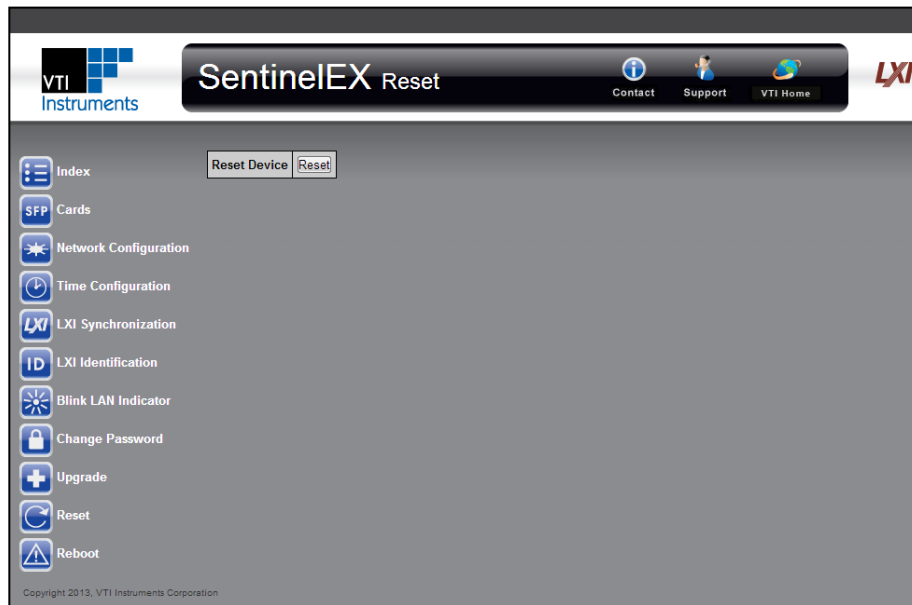 VTI
Instruments
SentinelEX Reset
Contact
Support
VTI Home
LXI
Reset Device
Reset
Index
SFP
Cards
Network Configuration
Time Configuration
LXI
LXI Synchronization
ID
LXI Identification
Blink LAN Indicator
Change Password
Upgrade
Reset
Reboot
Copyright 2013, VTI Instruments Corporation